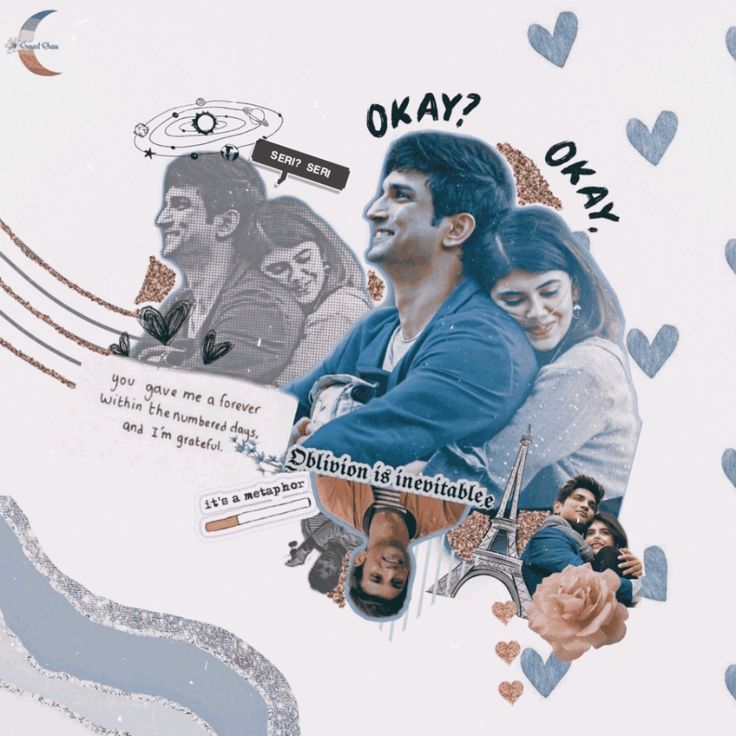 OKAY?
OKAY.
SERI? SERI
you gave me a forever
within the numbered days,
and I'm grateful.
Oblivion is inevitablee
it's a metaphor